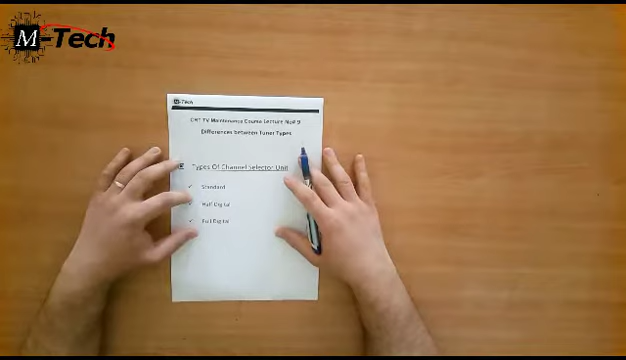 M-Tech
M-Tech
CRT TV Maintenance Course Lecture No# 9
Differences between Tuner Types
Types Of Channel Selector Unit
✓ Standard
✓ Half Digital
✓ Full Digital